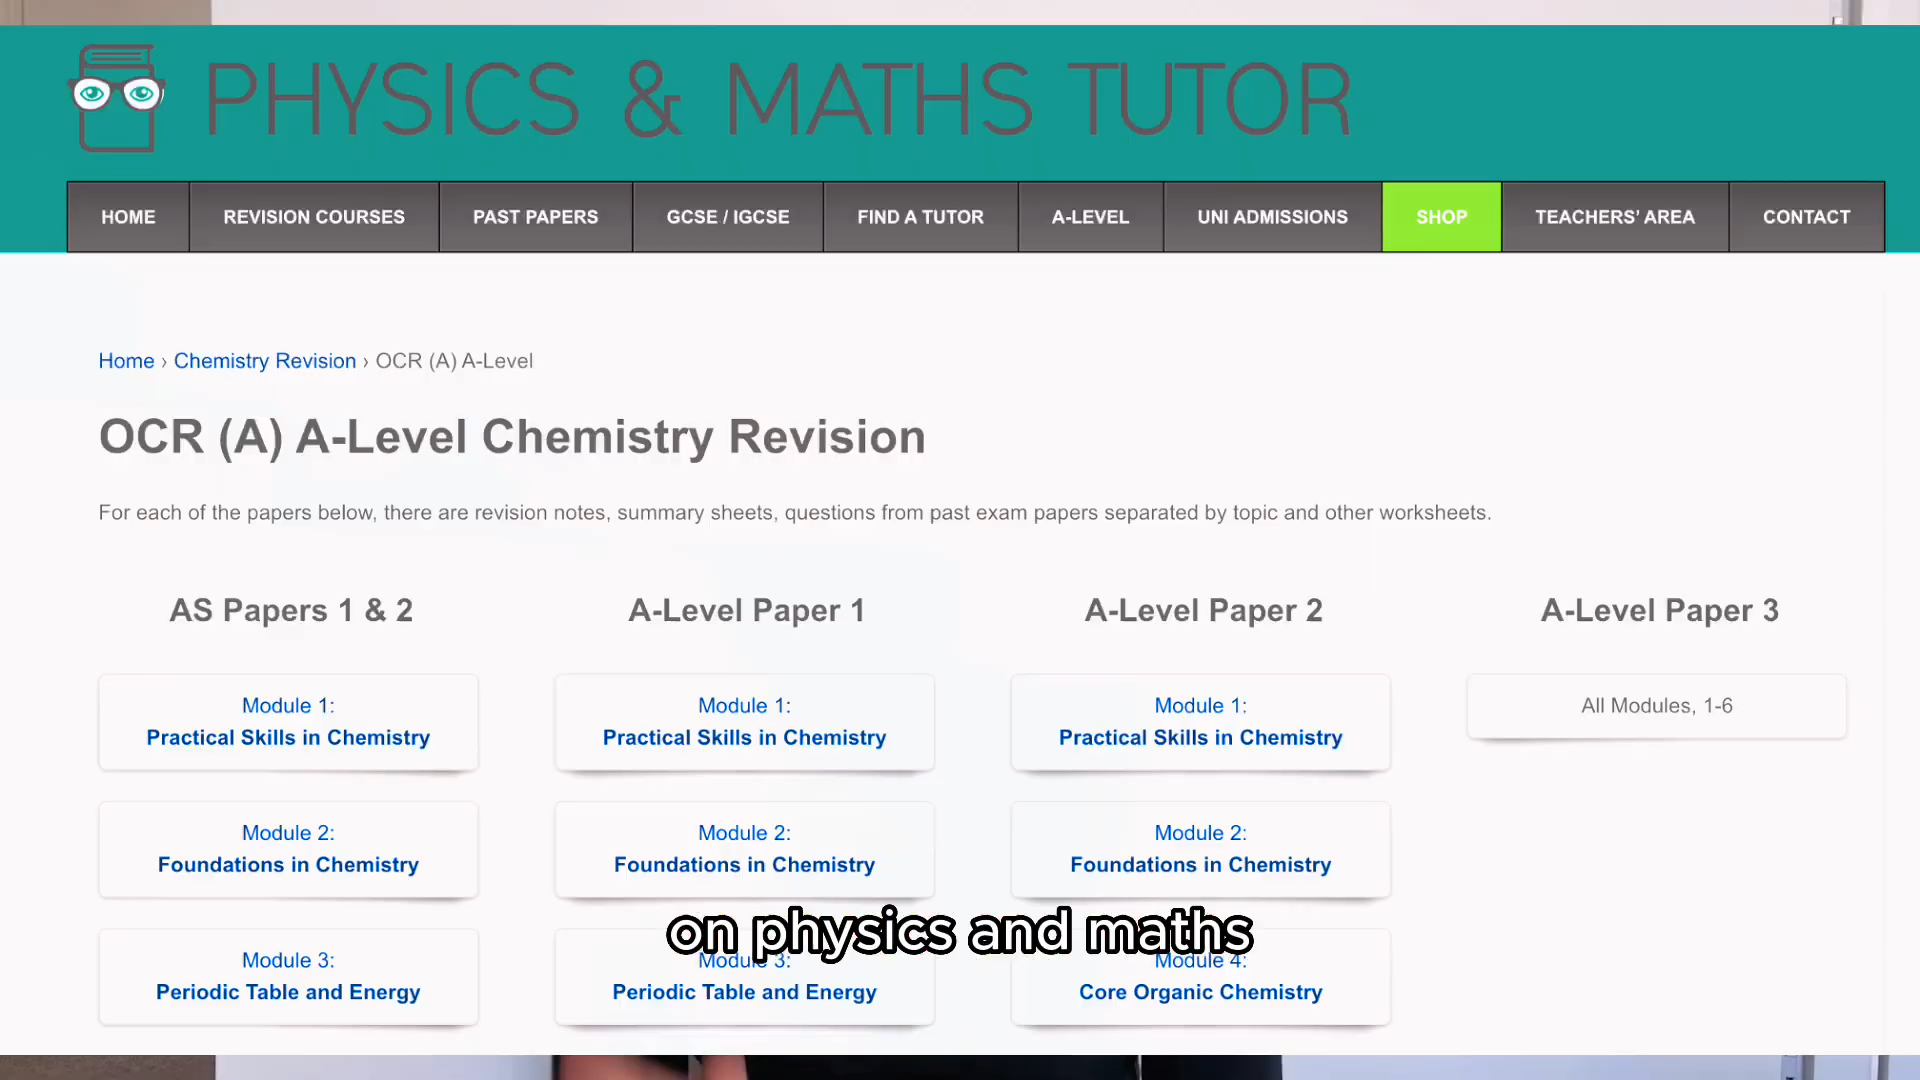 PHYSICS & MATHS TUTOR
HOME REVISION COURSES PAST PAPERS GCSE / IGCSE FIND A TUTOR A-LEVEL UNI ADMISSIONS SHOP TEACHERS' AREA CONTACT
Home › Chemistry Revision › OCR (A) A-Level
OCR (A) A-Level Chemistry Revision
For each of the papers below, there are revision notes, summary sheets, questions from past exam papers separated by topic and other worksheets.
AS Papers 1 & 2
Module 1:
Practical Skills in Chemistry
Module 2:
Foundations in Chemistry
Module 3:
Periodic Table and Energy
A-Level Paper 1
Module 1:
Practical Skills in Chemistry
Module 2:
Foundations in Chemistry
Module 3:
Periodic Table and Energy
A-Level Paper 2
Module 1:
Practical Skills in Chemistry
Module 2:
Foundations in Chemistry
Module 4:
Core Organic Chemistry
A-Level Paper 3
All Modules, 1-6
on physics and maths